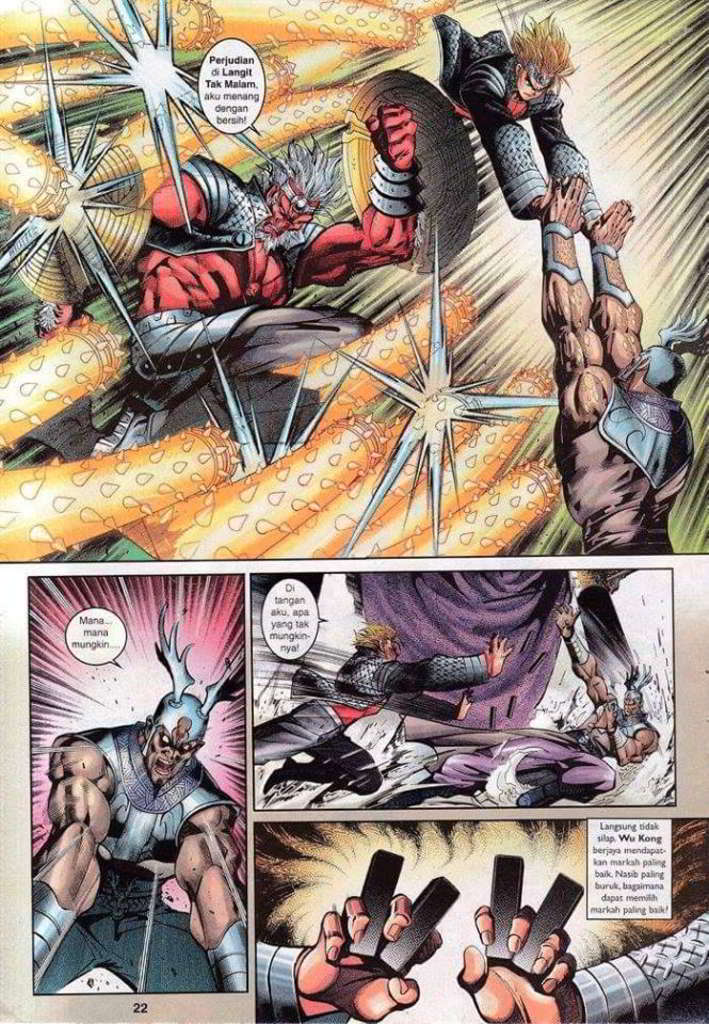 Perjudian
di Langit
Tak Malam,
aku menang
dengan
bersih!
Mana...
mana
mungkin....
Di
tangan
aku, apa
yang tak
mungkin-
nya!
Langsung tidak
silap, Wu Kong
berjaya mendapat-
kan markah paling
baik. Nasib paling
buruk, bagaimana
dapat memilih
markah paling baik?
22